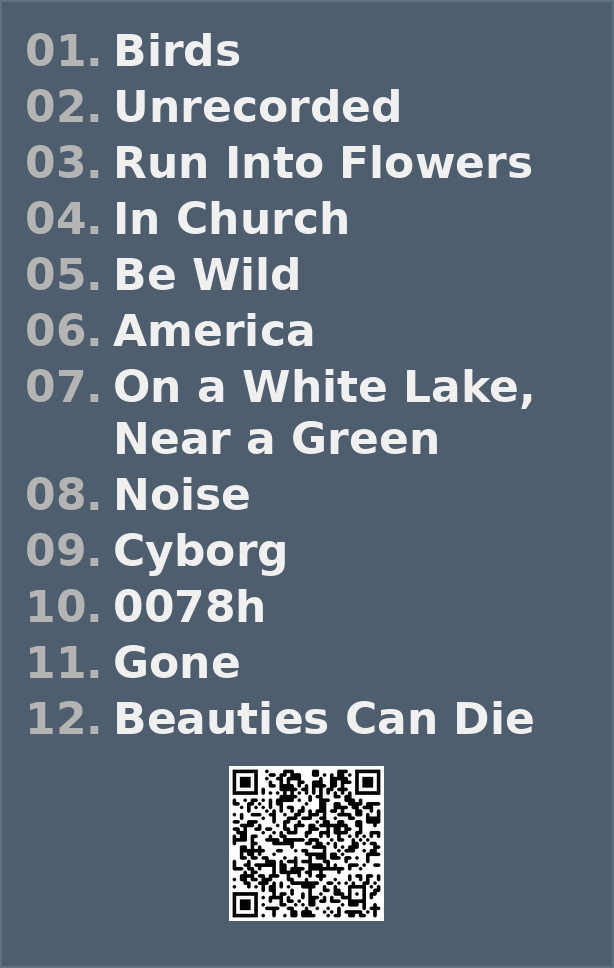 01. Birds
02. Unrecorded
03. Run Into Flowers
04. In Church
05. Be Wild
06. America
07. On a White Lake,
Near a Green
08. Noise
09. Cyborg
10. 0078h
11. Gone
12. Beauties Can Die